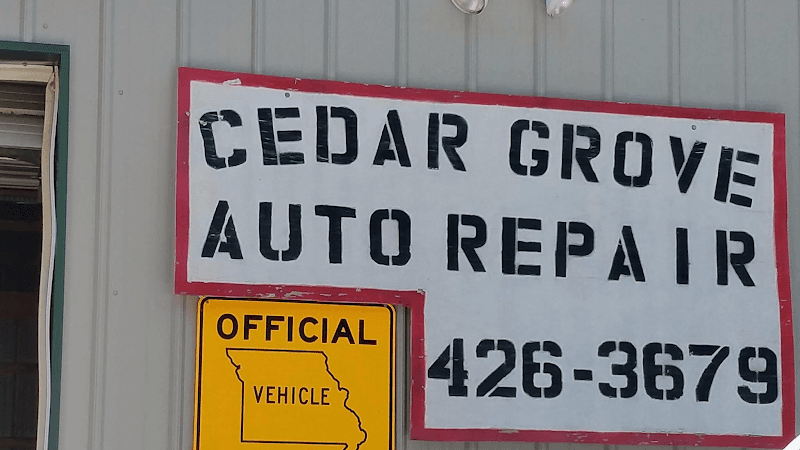 CEDAR GROVE
AUTO REPAIR
426-3679
OFFICIAL
VEHICLE